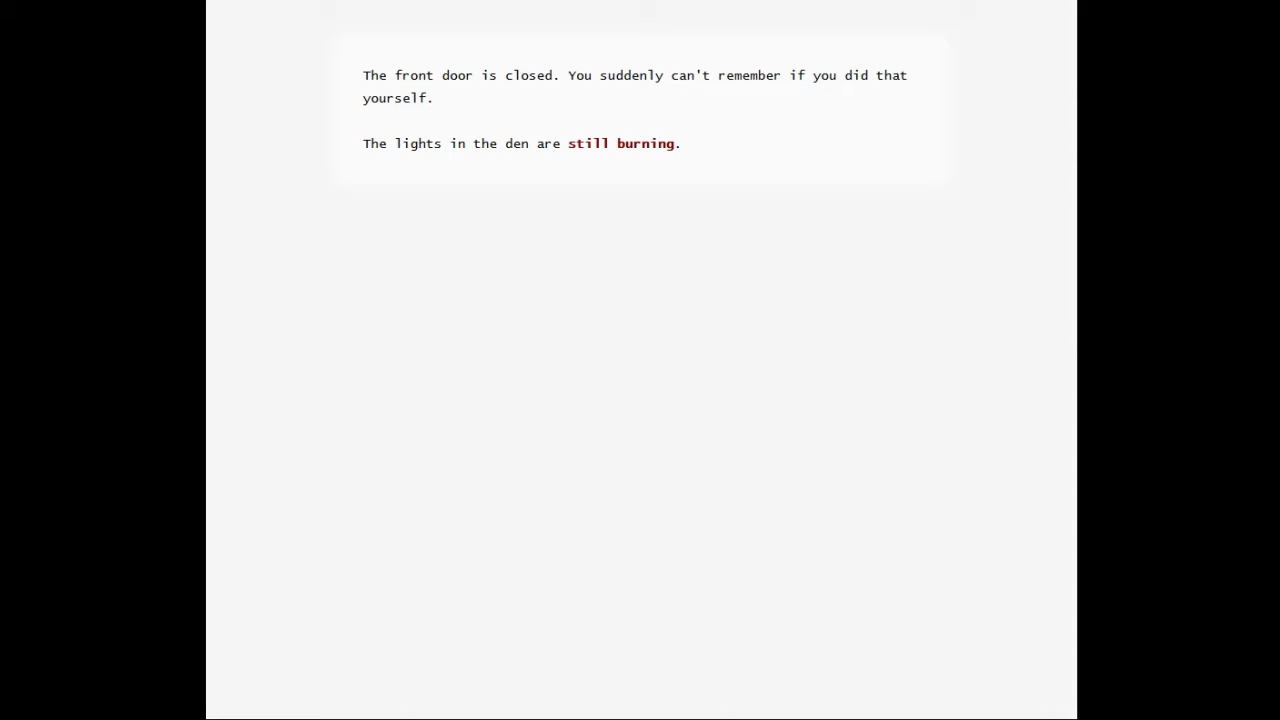 The front door is closed. You suddenly can't remember if you did that
yourself.
The lights in the den are still burning.